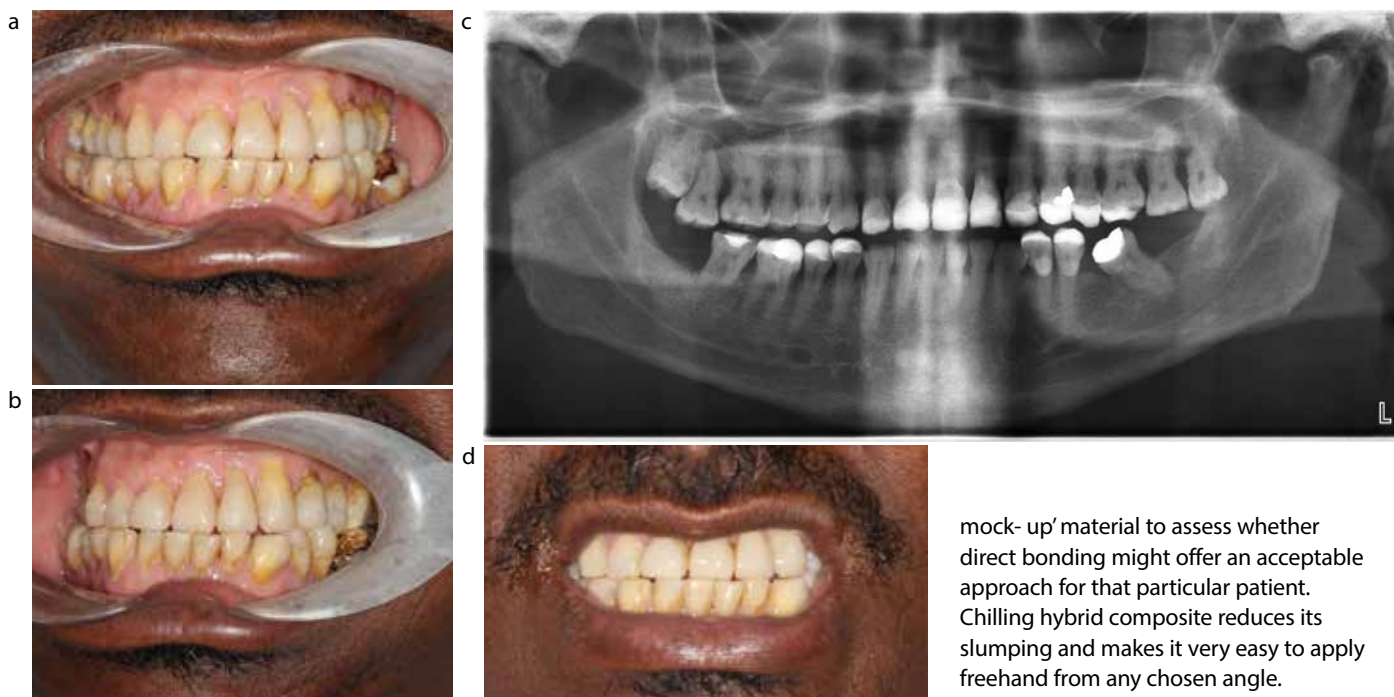 a
c
L
b
d
mock- up’ material to assess whether
direct bonding might offer an acceptable
approach for that particular patient.
Chilling hybrid composite reduces its
slumping and makes it very easy to apply
freehand from any chosen angle.